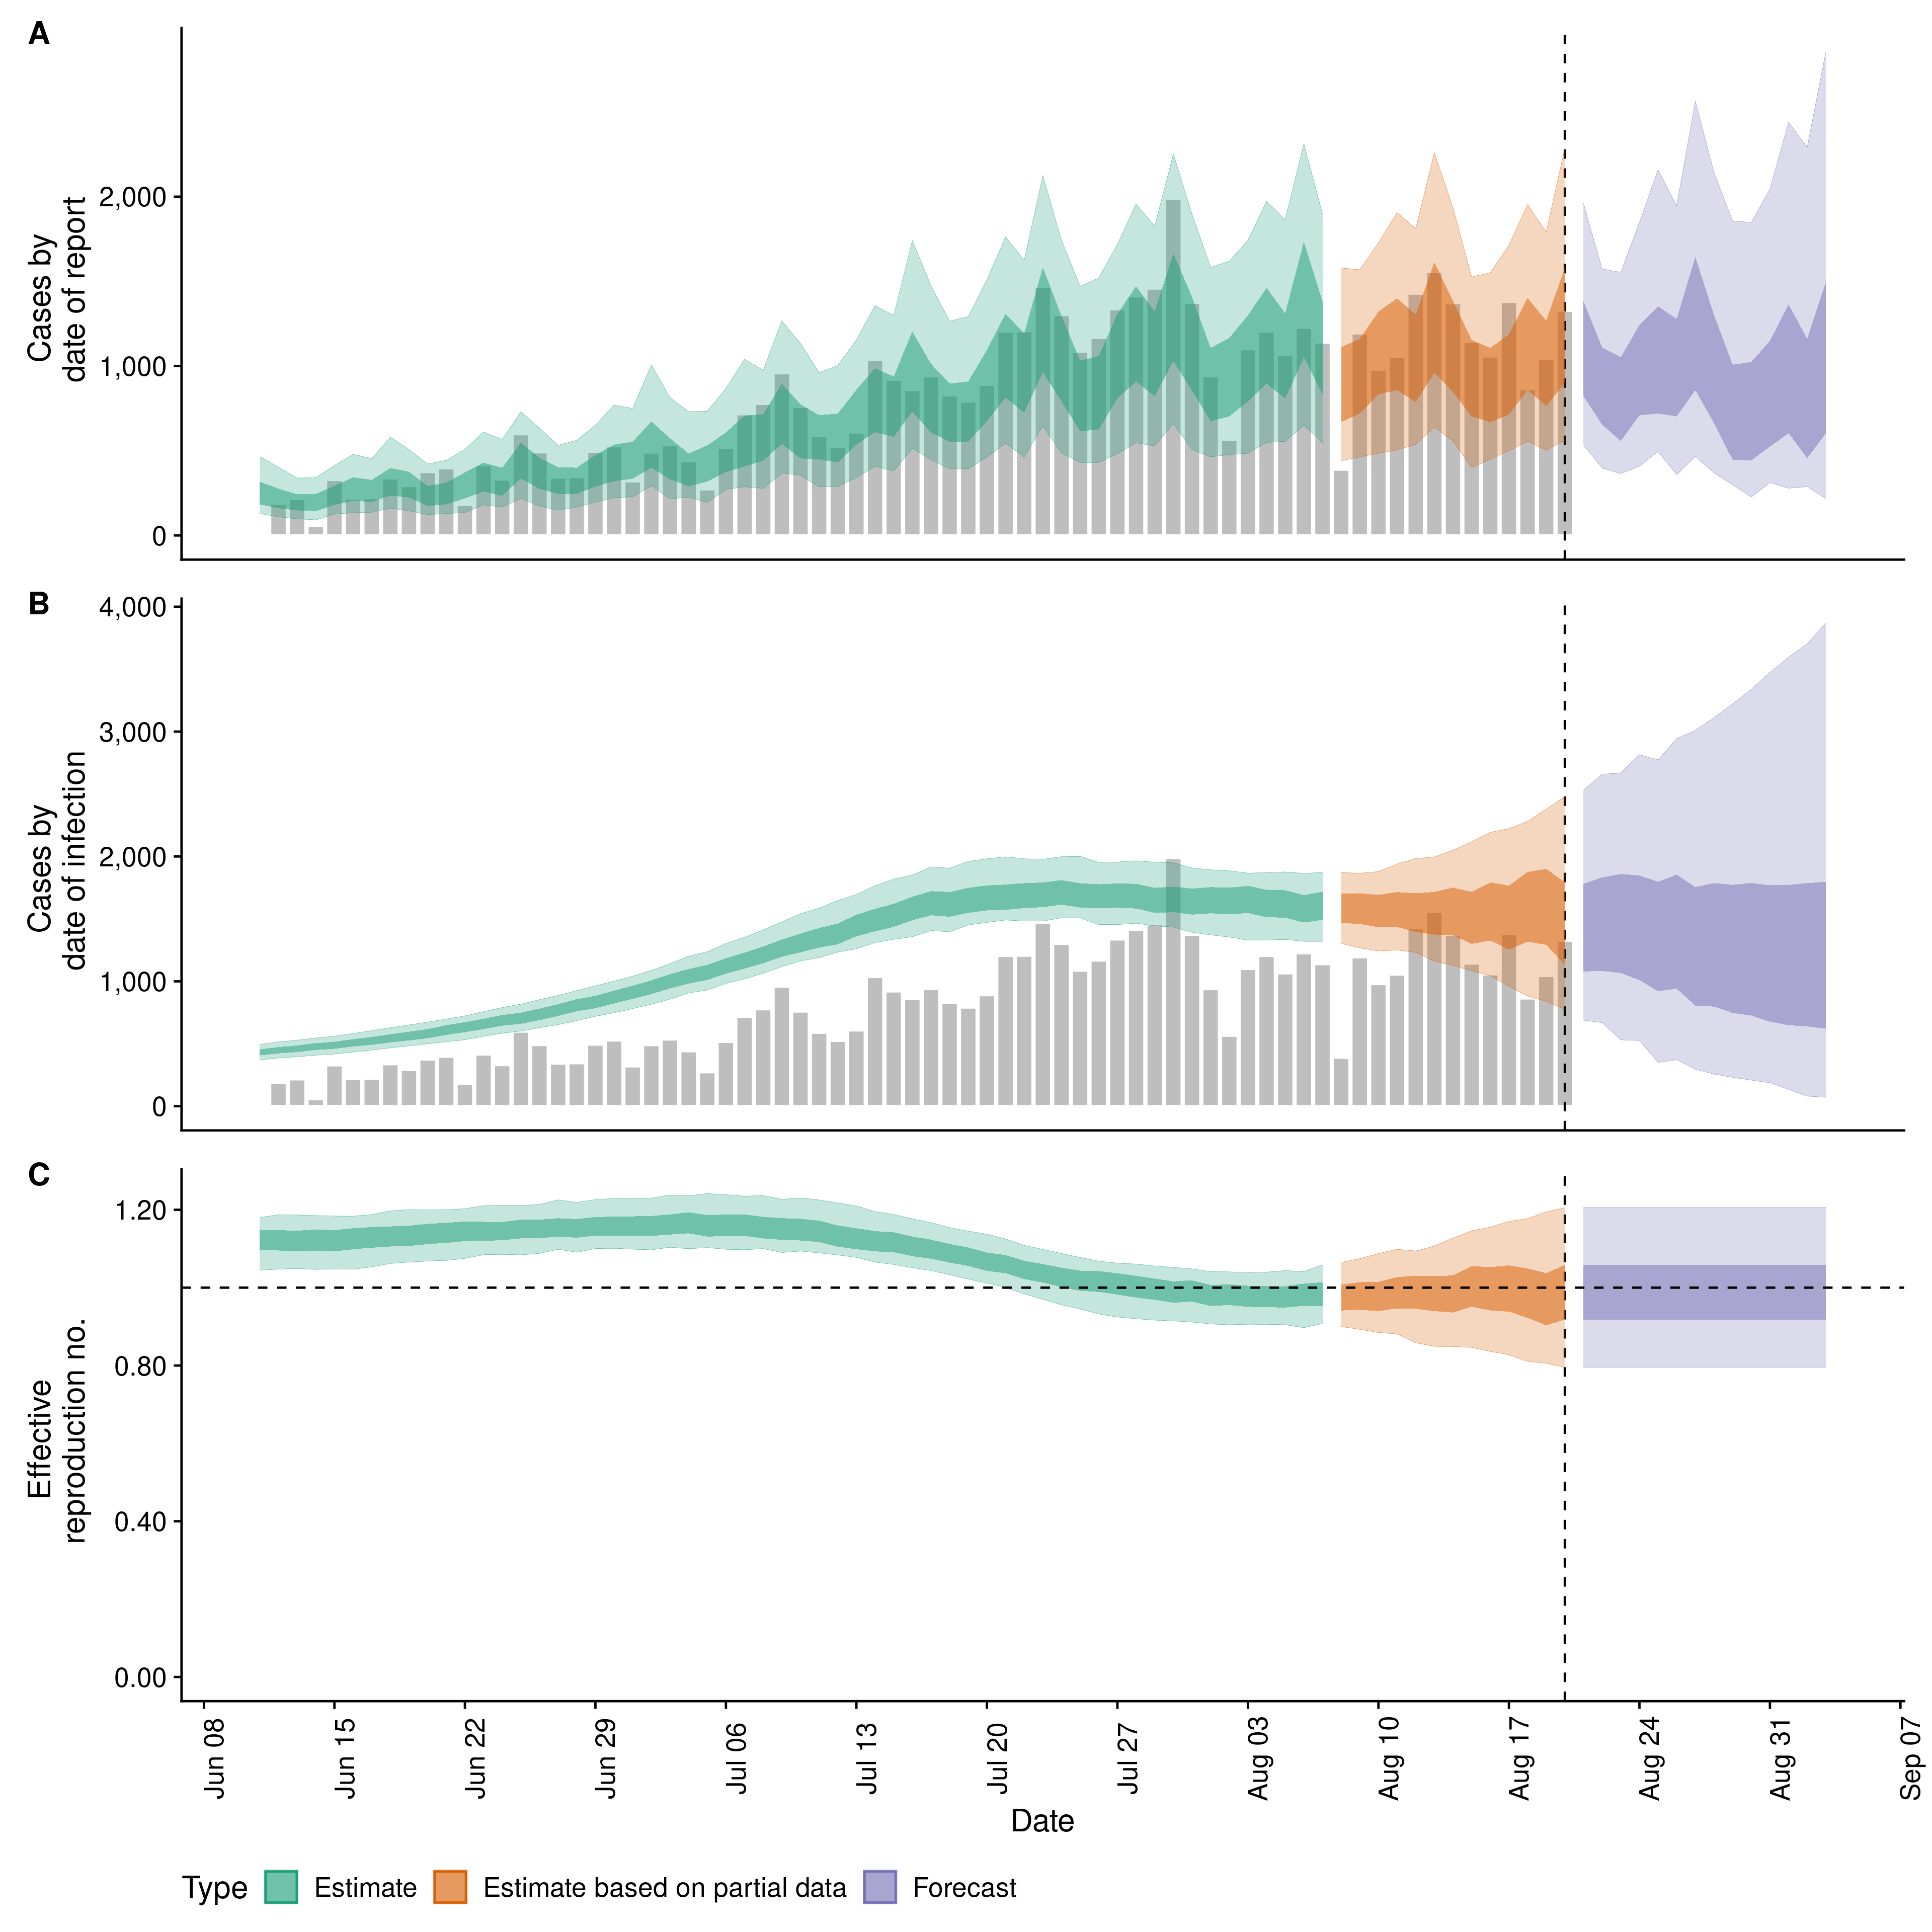 A
Cases by
date of report
2,000
1,000
0
B
Cases by
date of infection
4,000
3,000
2,000
1,000
0
C
Effective
reproduction no.
1.20
0.80
0.40
0.00
Jun 08
Jun 15
Jun 22
Jun 29
Jul 06
Jul 13
Jul 20
Jul 27
Aug 03
Aug 10
Aug 17
Aug 24
Aug 31
Sep 07
Date
Type Estimate Estimate based on partial data Forecast